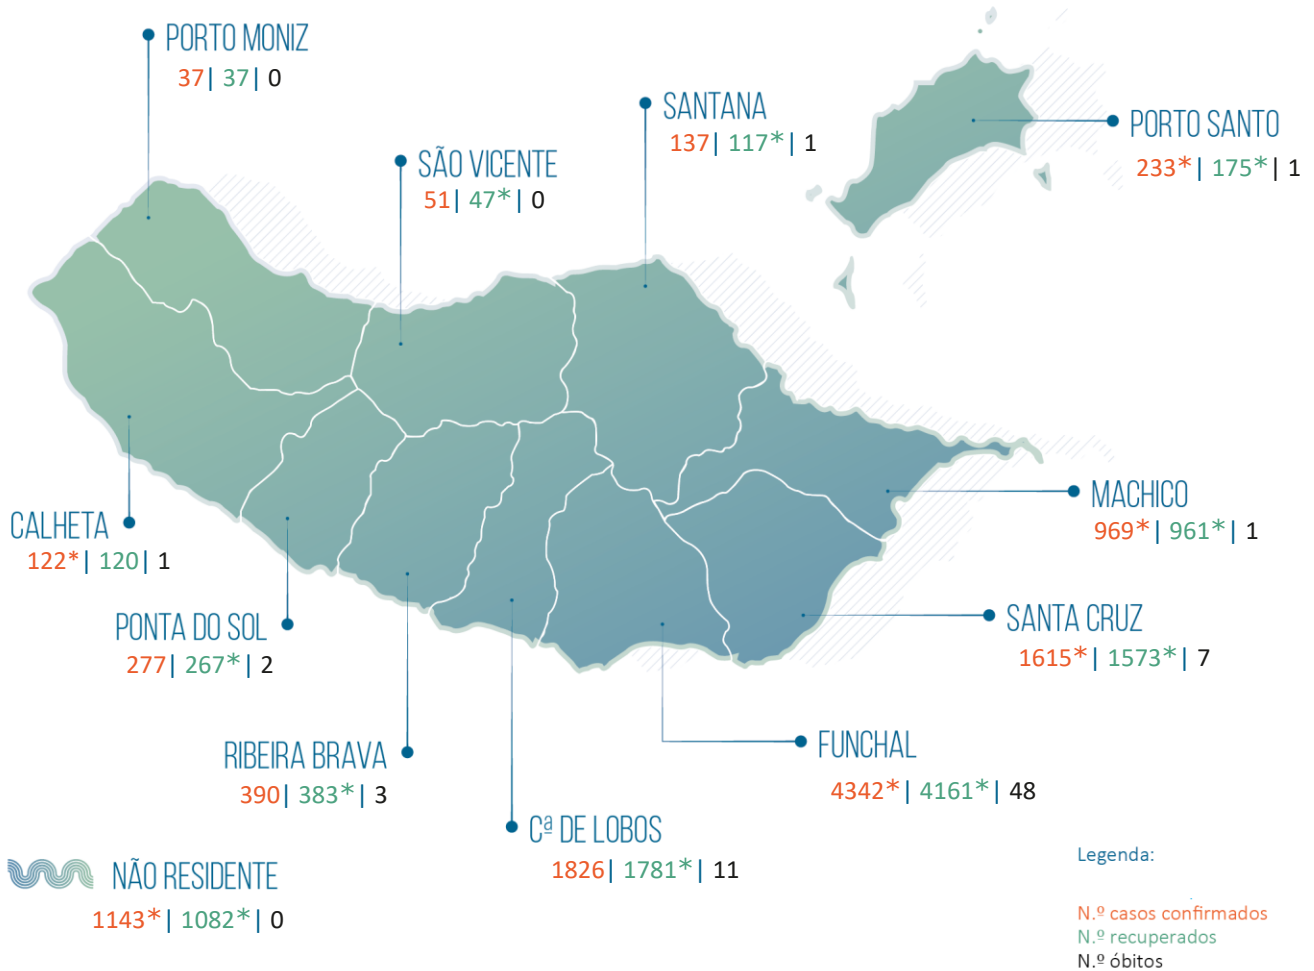 PORTO MONIZ
37| 37| 0
SANTANA
137| 117*| 1
PORTO SANTO
233*| 175*| 1
SÃO VICENTE
51| 47*| 0
MACHICO
969*| 961*| 1
CALHETA
122*| 120| 1
PONTA DO SOL
277| 267*| 2
SANTA CRUZ
1615*| 1573*| 7
RIBEIRA BRAVA
390| 383*| 3
FUNCHAL
4342*| 4161*| 48
Cª DE LOBOS
1826| 1781*| 11
NÃO RESIDENTE
1143*| 1082*| 0
Legenda:
N.º casos confirmados
N.º recuperados
N.º óbitos